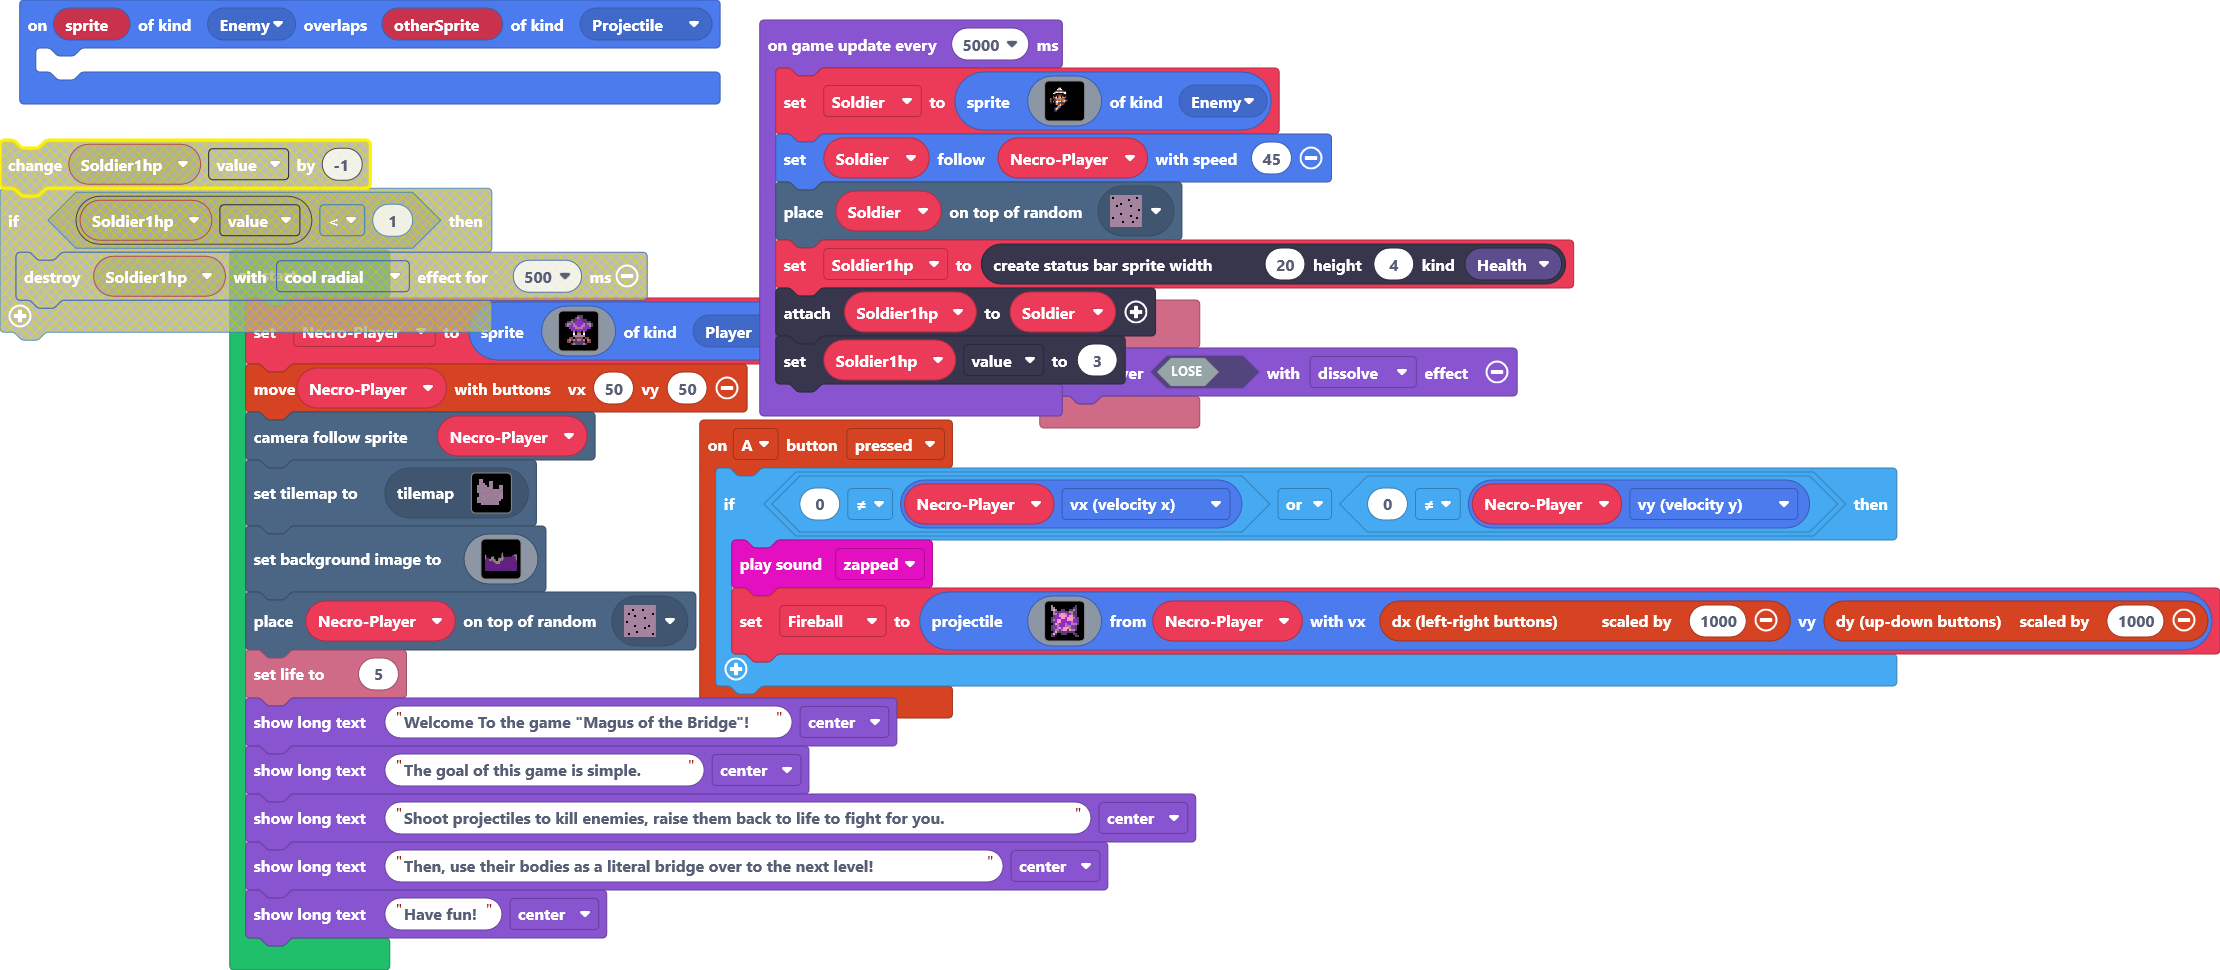 on sprite of kind Enemy overlaps otherSprite of kind Projectile
change Soldier1hp value by -1
if Soldier1hp value < 1 then
destroy Soldier1hp with cool radial effect for 500 ms
set Necro-Player to sprite of kind Player
move Necro-Player with buttons vx 50 vy 50
camera follow sprite Necro-Player
set tilemap to tilemap
set background image to
place Necro-Player on top of random
set life to 5
show long text "Welcome To the game "Magus of the Bridge"!" center
show long text "The goal of this game is simple." center
show long text "Shoot projectiles to kill enemies, raise them back to life to fight for you." center
show long text "Then, use their bodies as a literal bridge over to the next level!" center
show long text "Have fun!" center
on game update every 5000 ms
set Soldier to sprite of kind Enemy
set Soldier follow Necro-Player with speed 45
place Soldier on top of random
set Soldier1hp to create status bar sprite width 20 height 4 kind Health
attach Soldier1hp to Soldier
set Soldier1hp value to 3
ver LOSE with dissolve effect
on A button pressed
if 0 ≠ Necro-Player vx (velocity x) or 0 ≠ Necro-Player vy (velocity y) then
play sound zapped
set Fireball to projectile from Necro-Player with vx dx (left-right buttons) scaled by 1000 vy dy (up-down buttons) scaled by 1000